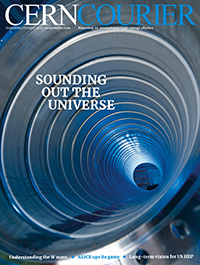 CERNCOURIER
SOUNDING
OUT THE
UNIVERSE
Understanding the W mass ALICE ups its game Long-term vision for US HEP